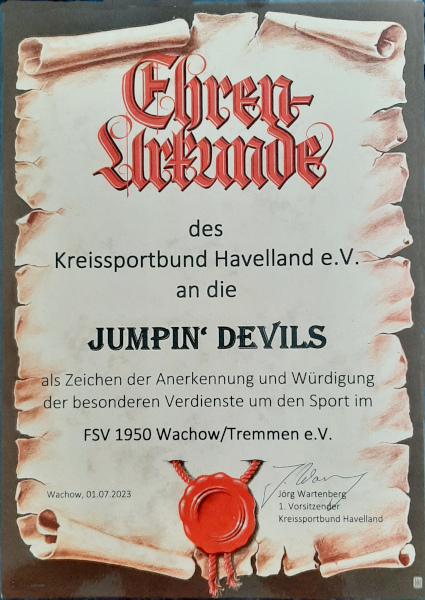 Ehren-
Urkunde
des
Kreissportbund Havelland e.V.
an die
JUMPIN‘ DEVILS
als Zeichen der Anerkennung und Würdigung
der besonderen Verdienste um den Sport im
FSV 1950 Wachow/Tremmen e.V.
Wachow, 01.07.2023
Jörg Wartenberg
1. Vorsitzender
Kreissportbund Havelland